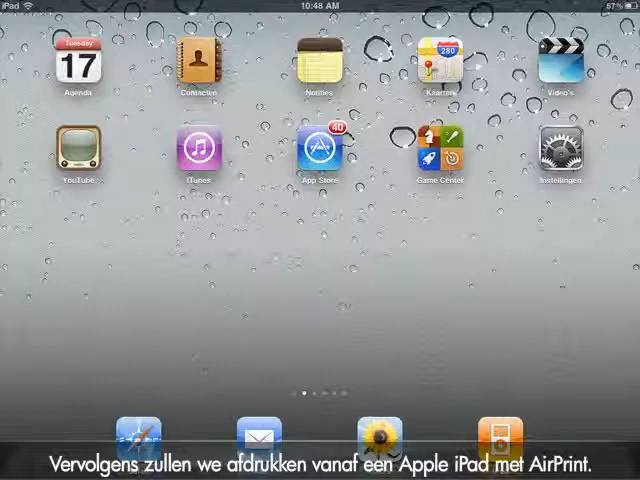 iPad 10:48 AM 57%
Tuesday
17
280
Agenda Contacten Notities Kaarten Video's
40
YouTube iTunes App Store Game Center Instellingen
Vervolgens zullen we afdrukken vanaf een Apple iPad met AirPrint.